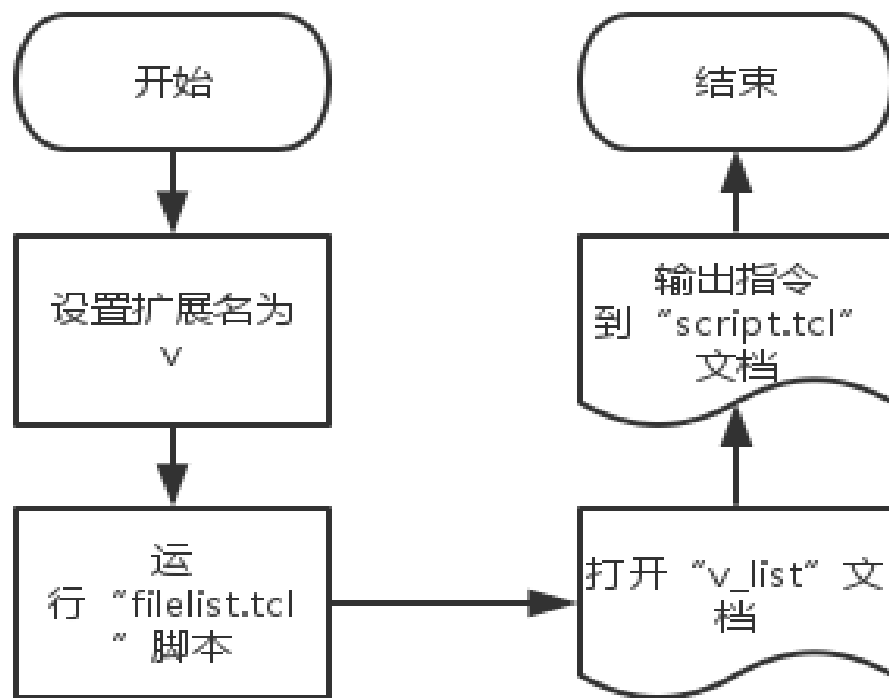 开始
设置扩展名为
v
运
行“filelist.tcl
”脚本
打开“v_list”文
档
输出指令
到“script.tcl”
文档
结束